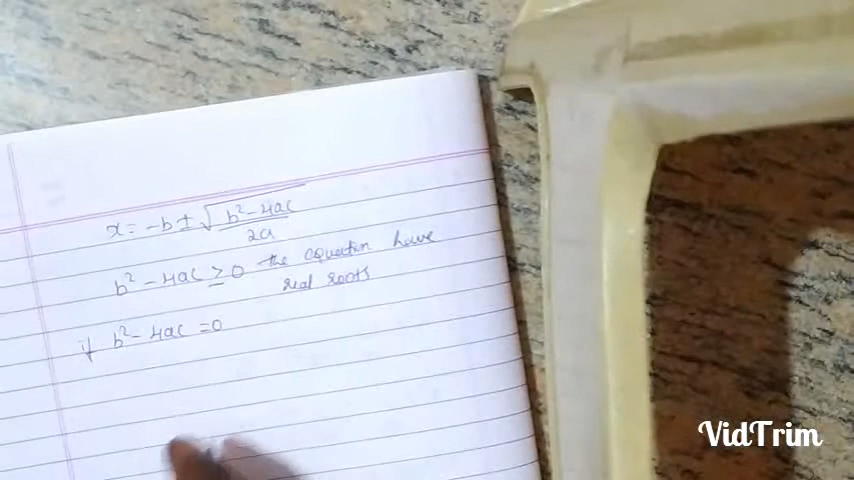 x = -b ± √b² - 4ac
2a
b² - 4ac ≥ 0 the equation have
real roots
if b² - 4ac = 0
VidTrim